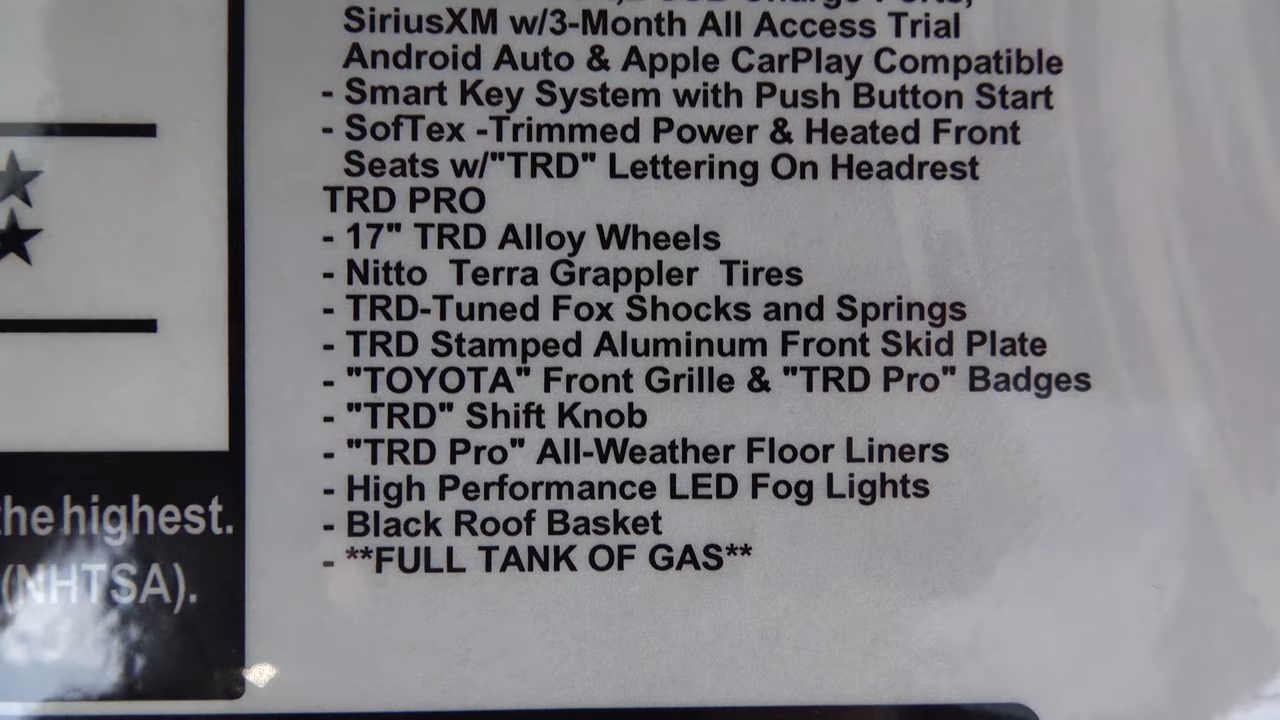 SiriusXM w/3-Month All Access Trial
Android Auto & Apple CarPlay Compatible
- Smart Key System with Push Button Start
- SofTex -Trimmed Power & Heated Front
Seats w/"TRD" Lettering On Headrest
TRD PRO
- 17" TRD Alloy Wheels
- Nitto Terra Grappler Tires
- TRD-Tuned Fox Shocks and Springs
- TRD Stamped Aluminum Front Skid Plate
- "TOYOTA" Front Grille & "TRD Pro" Badges
- "TRD" Shift Knob
- "TRD Pro" All-Weather Floor Liners
- High Performance LED Fog Lights
- Black Roof Basket
- **FULL TANK OF GAS**
the highest.
(NHTSA).